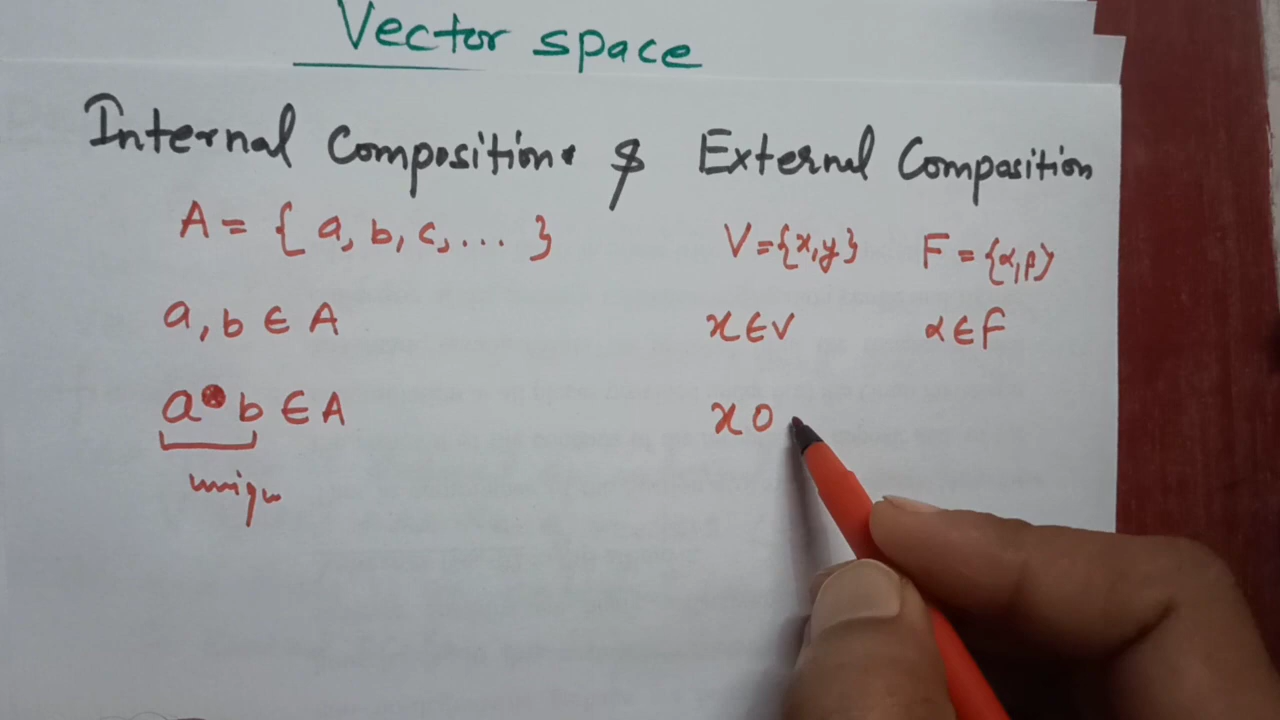 Vector space
Internal Composition & External Composition
A = { a, b, c, ... }
V = {x, y} F = {α, β}
a, b ∈ A
x ∈ V α ∈ F
a • b ∈ A
x o
unique